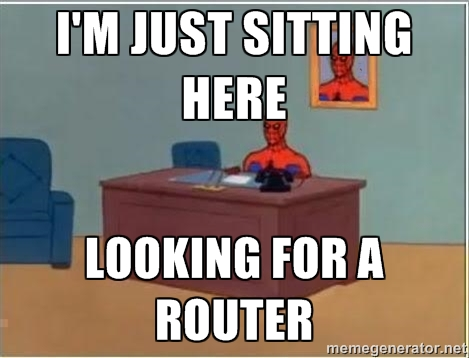 I'M JUST SITTING
HERE
LOOKING FOR A
ROUTER
memegenerator.net